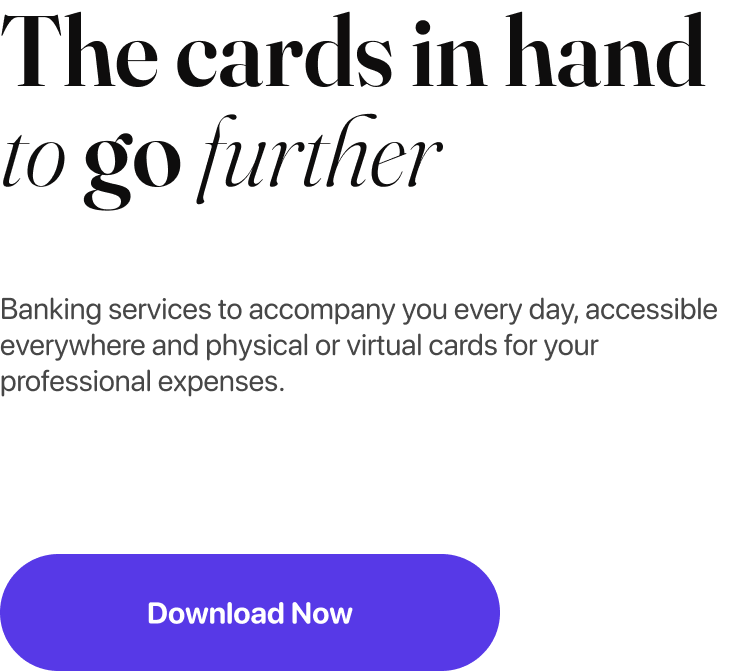 The cards in hand
to go further
Banking services to accompany you every day, accessible
everywhere and physical or virtual cards for your
professional expenses.
Download Now